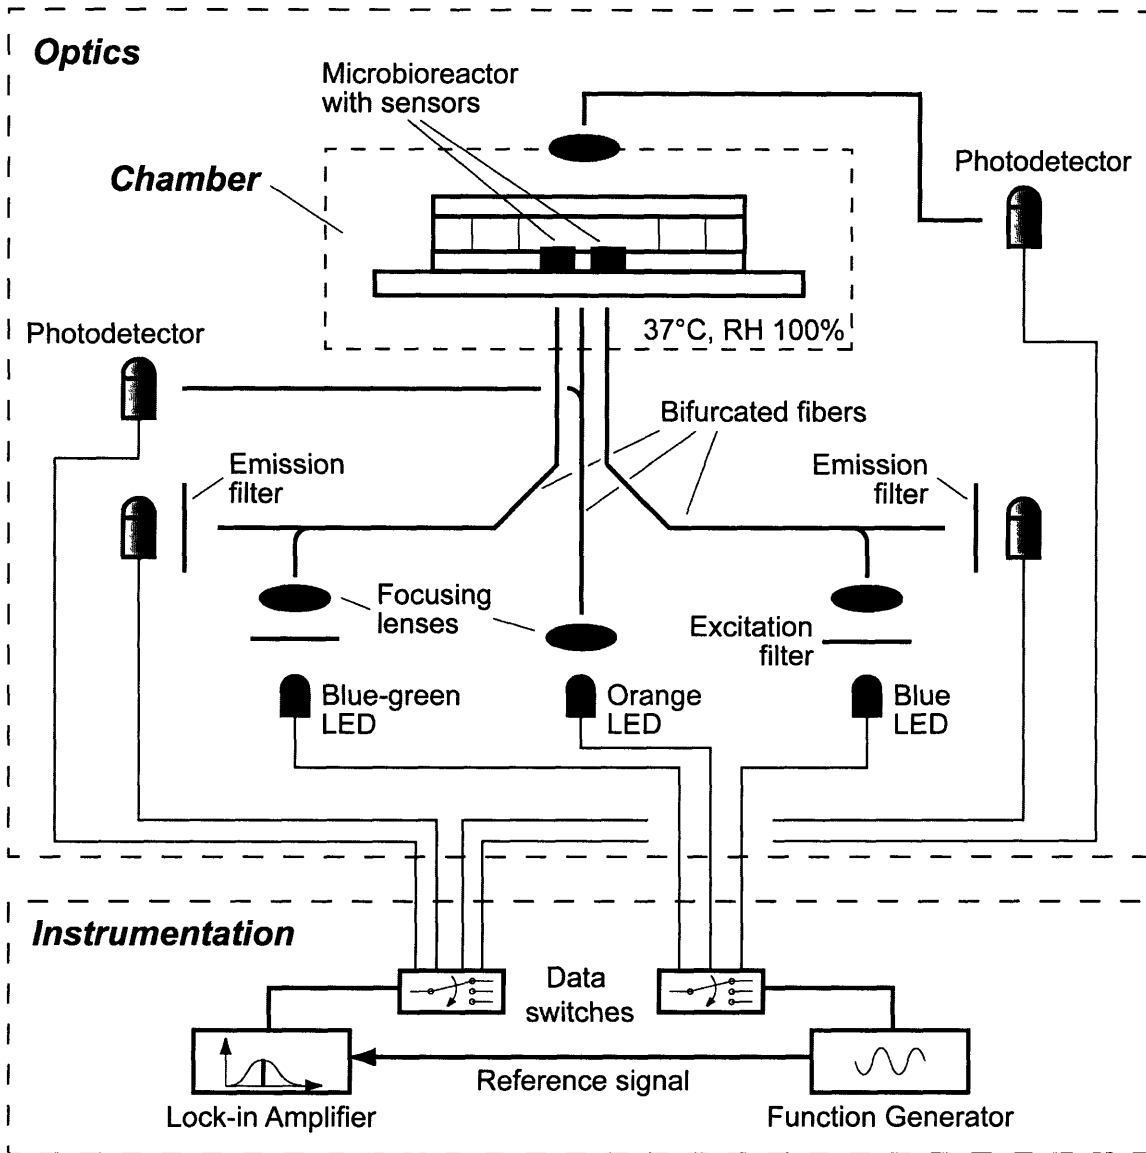 Optics
Microbioreactor
with sensors
Photodetector
Chamber
37°C, RH 100%
Photodetector
Bifurcated fibers
Emission
filter
Emission
filter
Focusing
lenses
Excitation
filter
Blue-green
LED
Orange
LED
Blue
LED
Instrumentation
Data
switches
Reference signal
Lock-in Amplifier
Function Generator